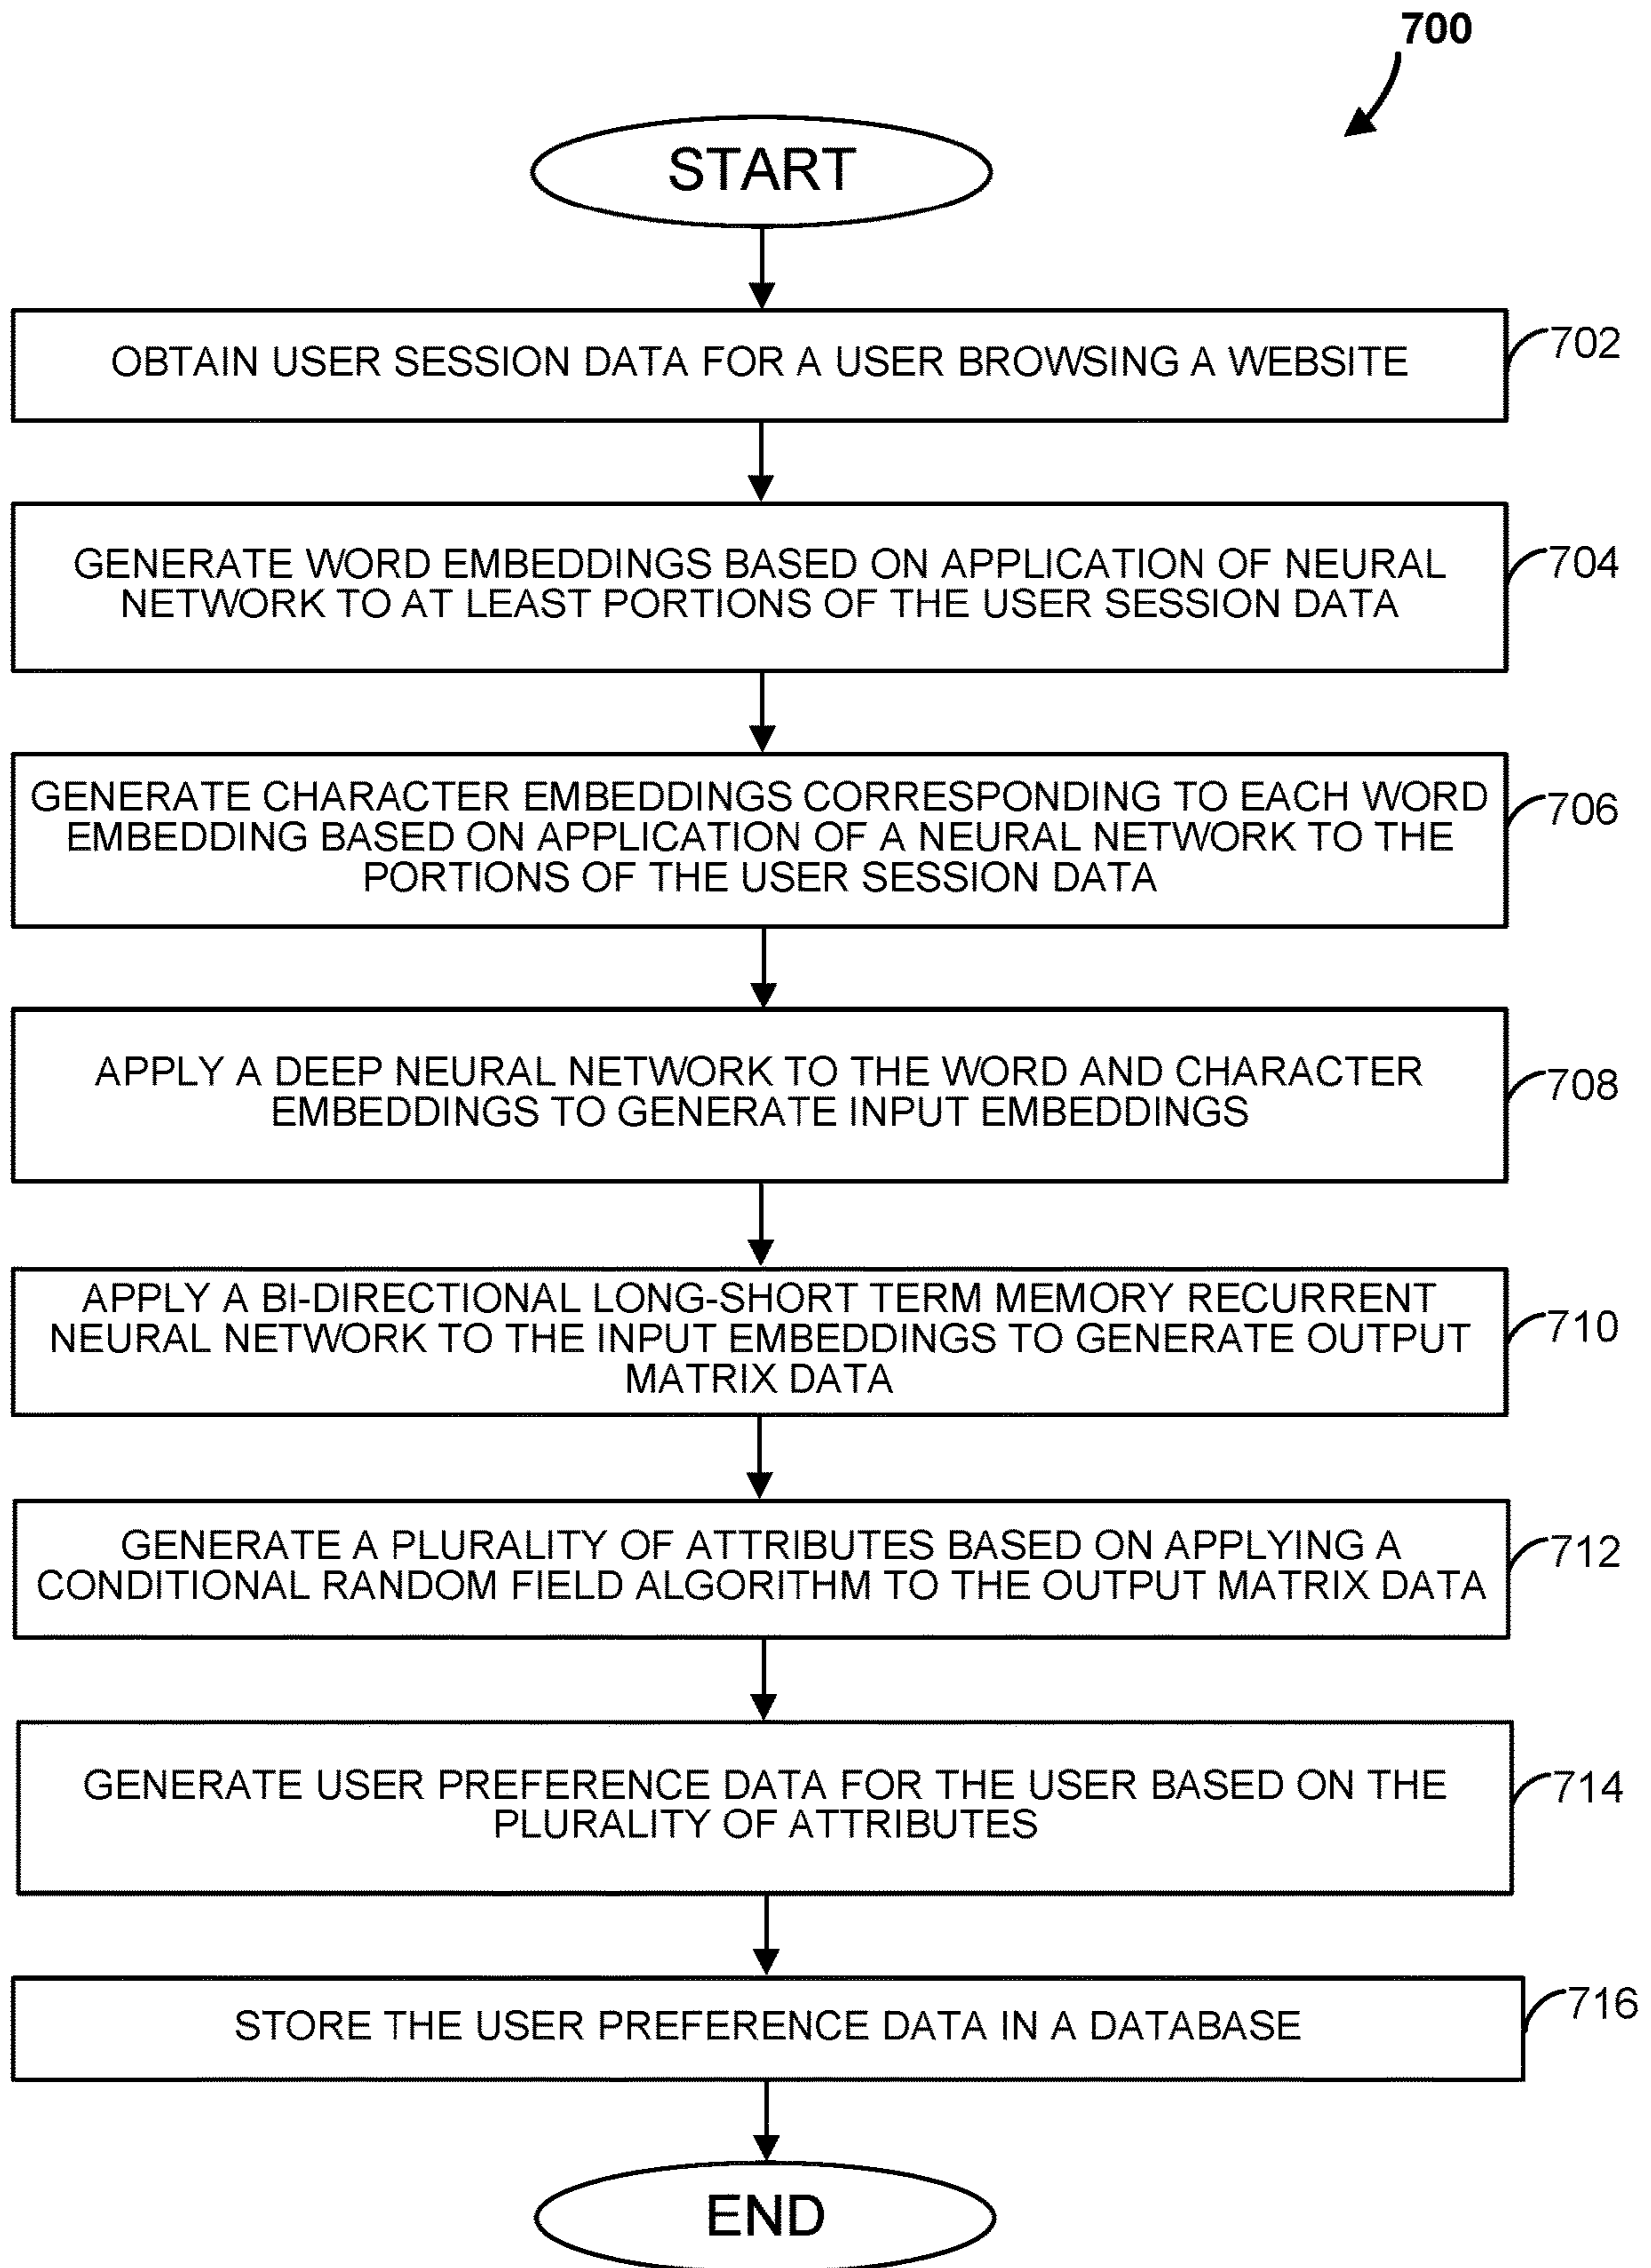 700
START
OBTAIN USER SESSION DATA FOR A USER BROWSING A WEBSITE
702
GENERATE WORD EMBEDDINGS BASED ON APPLICATION OF NEURAL
NETWORK TO AT LEAST PORTIONS OF THE USER SESSION DATA
704
GENERATE CHARACTER EMBEDDINGS CORRESPONDING TO EACH WORD
EMBEDDING BASED ON APPLICATION OF A NEURAL NETWORK TO THE
PORTIONS OF THE USER SESSION DATA
706
APPLY A DEEP NEURAL NETWORK TO THE WORD AND CHARACTER
EMBEDDINGS TO GENERATE INPUT EMBEDDINGS
708
APPLY A BI-DIRECTIONAL LONG-SHORT TERM MEMORY RECURRENT
NEURAL NETWORK TO THE INPUT EMBEDDINGS TO GENERATE OUTPUT
MATRIX DATA
710
GENERATE A PLURALITY OF ATTRIBUTES BASED ON APPLYING A
CONDITIONAL RANDOM FIELD ALGORITHM TO THE OUTPUT MATRIX DATA
712
GENERATE USER PREFERENCE DATA FOR THE USER BASED ON THE
PLURALITY OF ATTRIBUTES
714
STORE THE USER PREFERENCE DATA IN A DATABASE
716
END